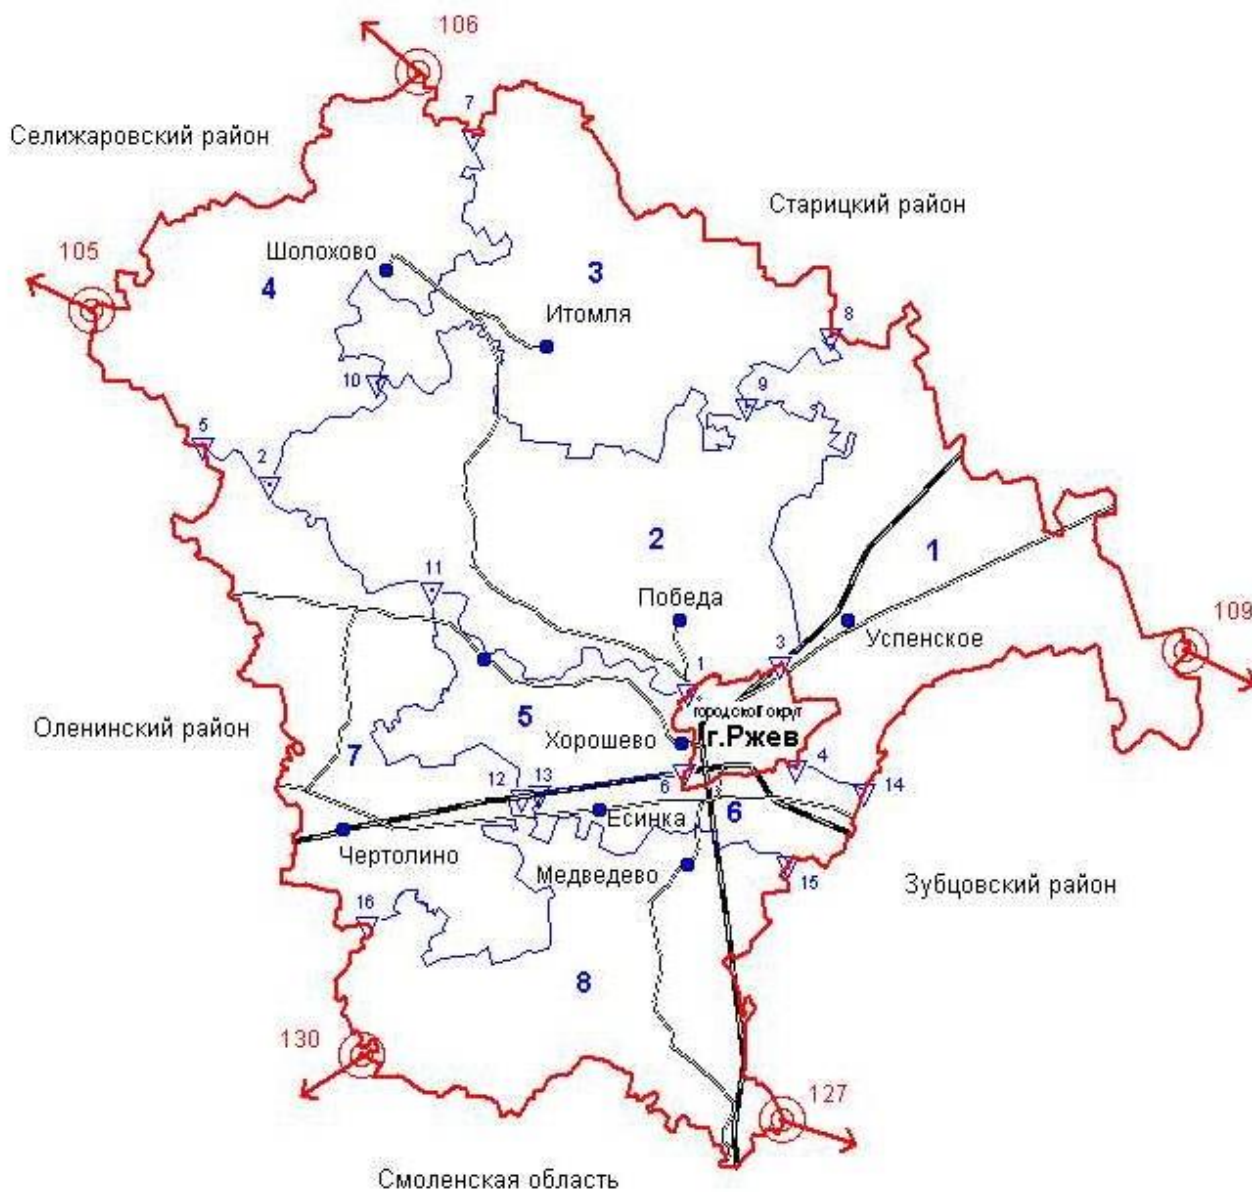 106
7
Селижаровский район
Старицкий район
105
Шолохово
4
3
Итомля
8
10
9
5
2
2
1
11
Победа
109
Успенское
3
1
городской округ
Оленинский район
5
г.Ржев
Хорошево
7
4
6
12
13
14
Есинка
6
Чертолино
Медведево
15
Зубцовский район
16
8
130
127
Смоленская область